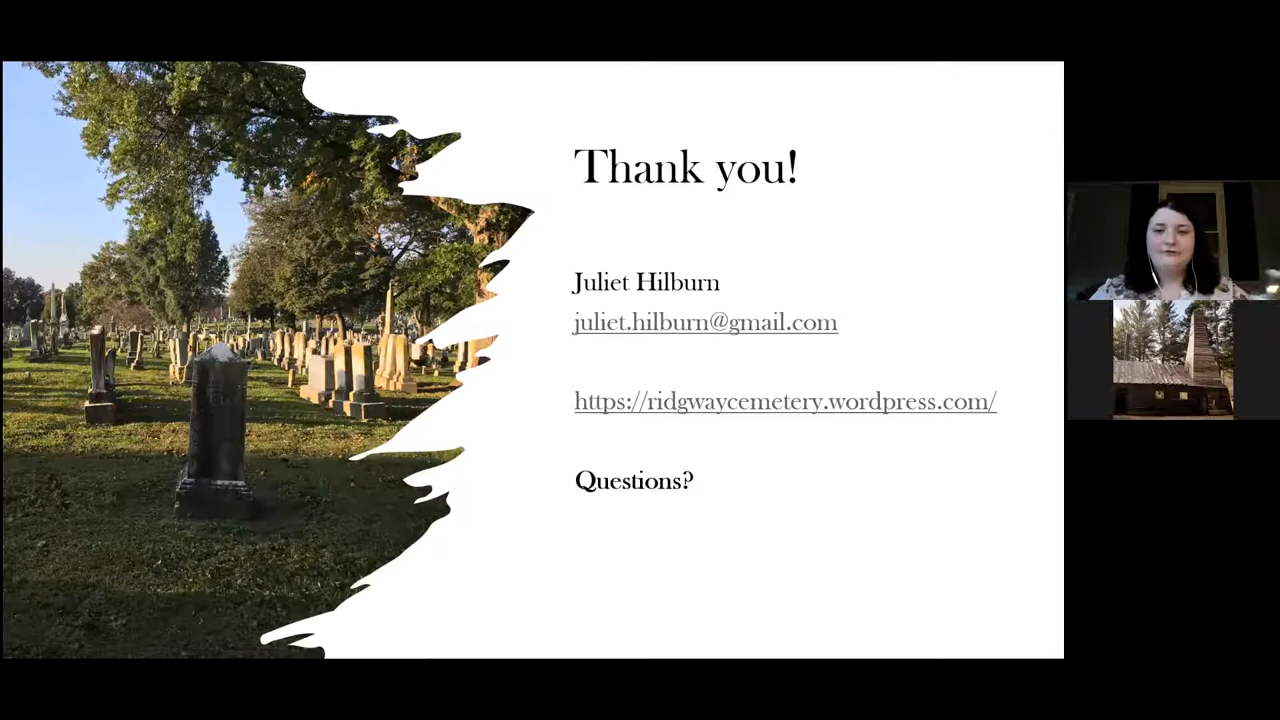 Thank you!
Juliet Hilburn
juliet.hilburn@gmail.com
https://ridgwaycemetery.wordpress.com/
Questions?